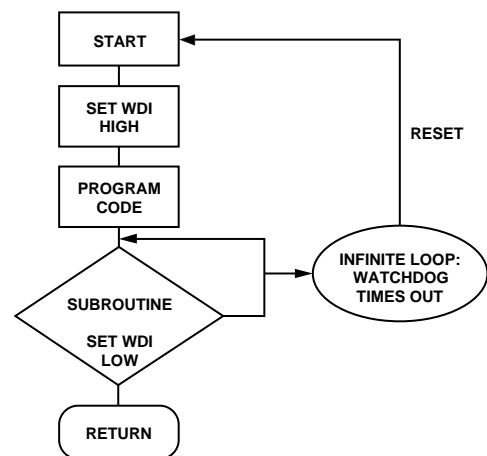 START
SET WDI
HIGH
RESET
PROGRAM
CODE
INFINITE LOOP:
WATCHDOG
TIMES OUT
SUBROUTINE
SET WDI
LOW
RETURN